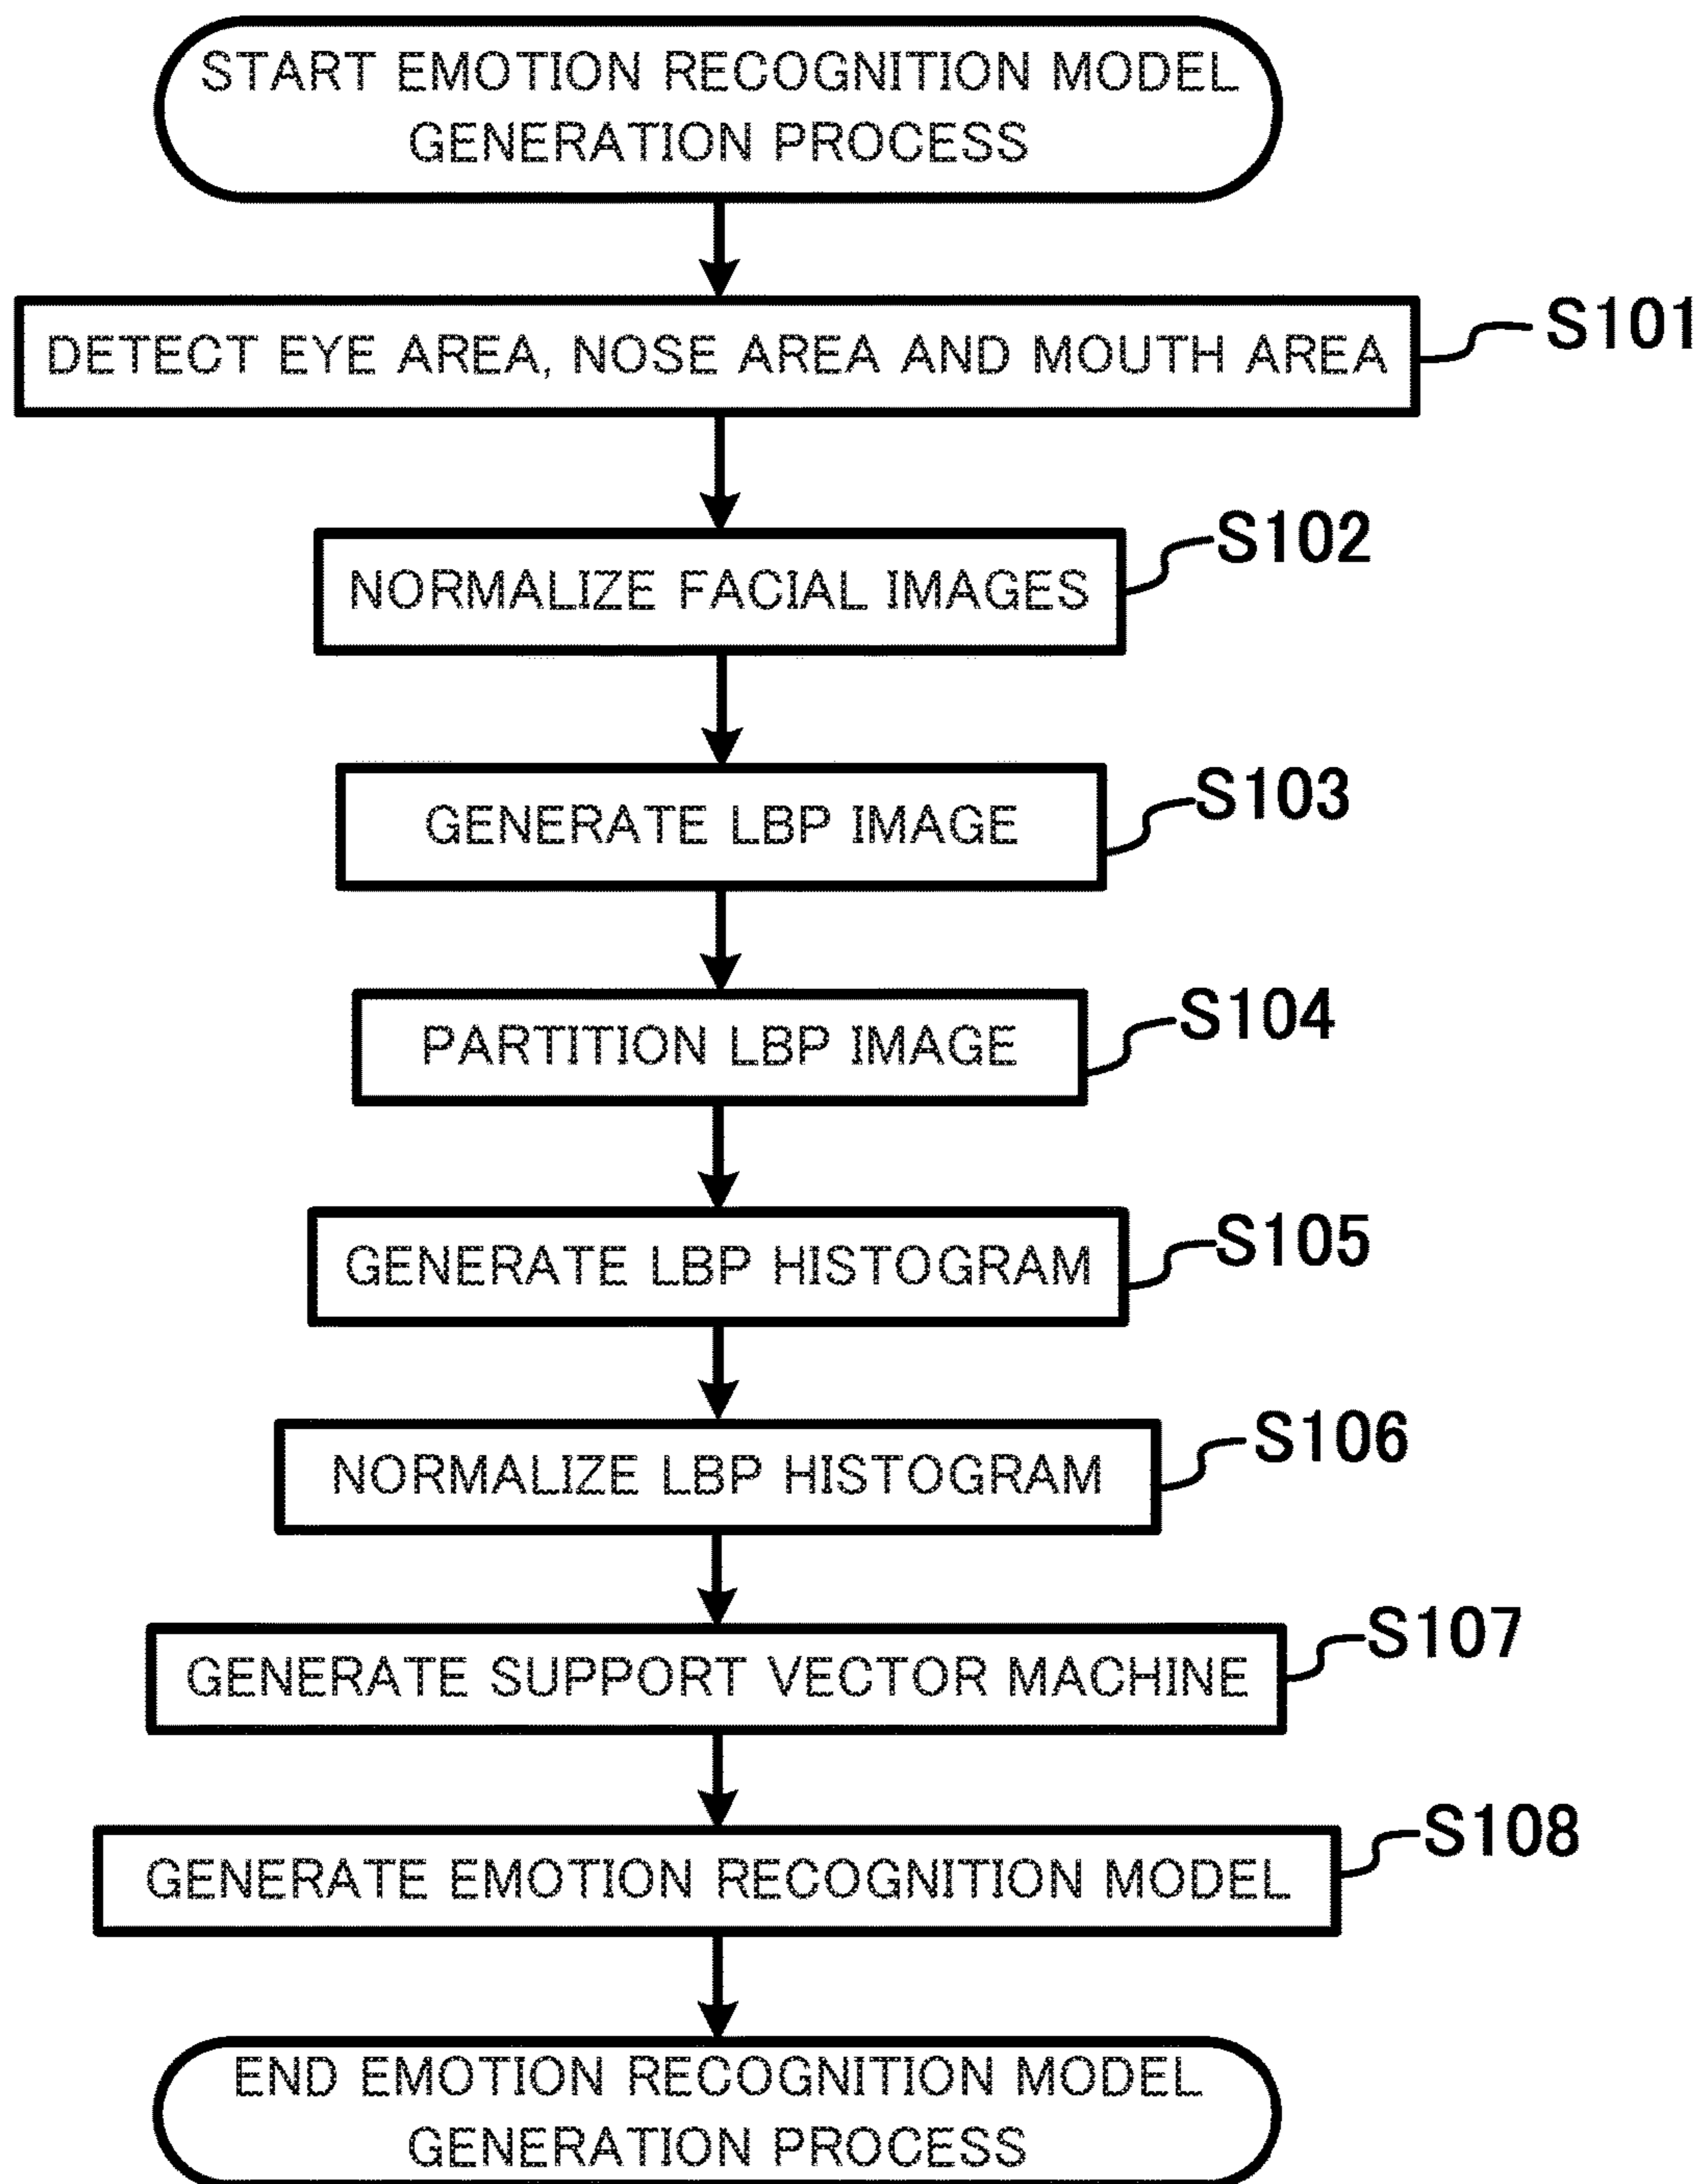 START EMOTION RECOGNITION MODEL
GENERATION PROCESS
DETECT EYE AREA, NOSE AREA AND MOUTH AREA
S101
NORMALIZE FACIAL IMAGES
S102
GENERATE LBP IMAGE
S103
PARTITION LBP IMAGE
S104
GENERATE LBP HISTOGRAM
S105
NORMALIZE LBP HISTOGRAM
S106
GENERATE SUPPORT VECTOR MACHINE
S107
GENERATE EMOTION RECOGNITION MODEL
S108
END EMOTION RECOGNITION MODEL
GENERATION PROCESS